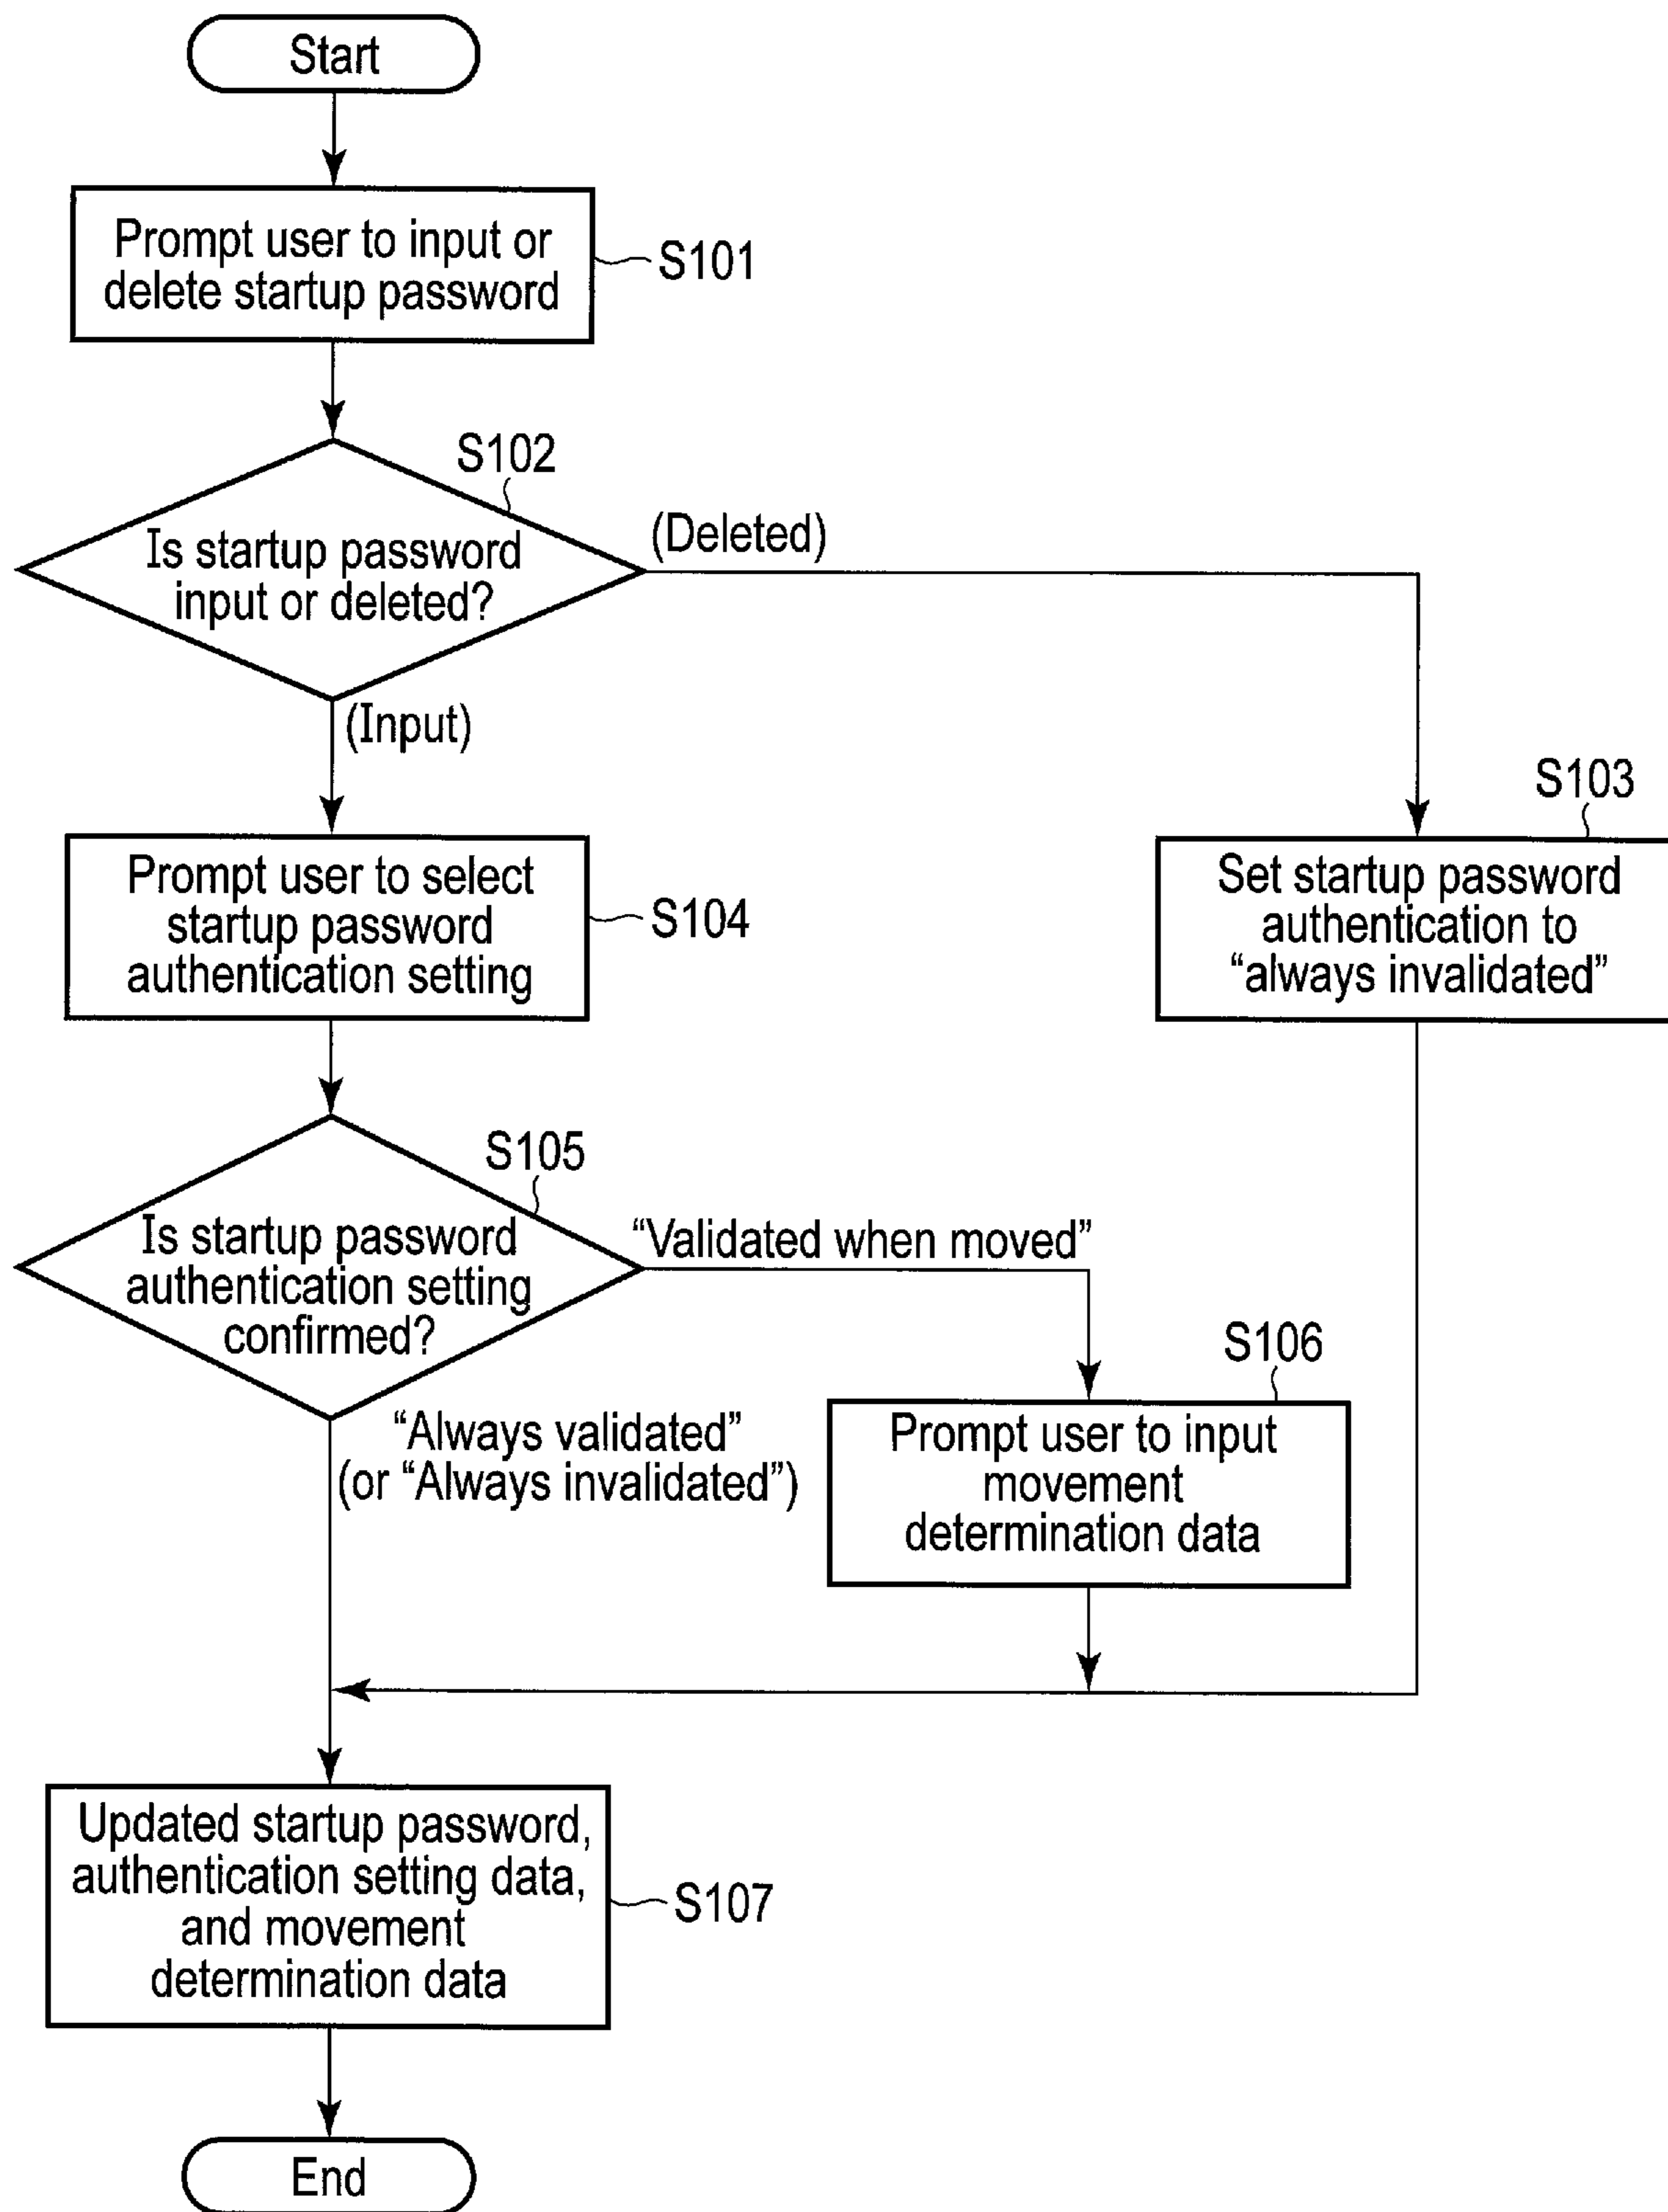 Start
Prompt user to input or
delete startup password
S101
S102
Is startup password
input or deleted?
(Deleted)
(Input)
S103
Set startup password
authentication to
“always invalidated”
Prompt user to select
startup password
authentication setting
S104
S105
Is startup password
authentication setting
confirmed?
“Validated when moved”
“Always validated”
(or “Always invalidated”)
S106
Prompt user to input
movement
determination data
Updated startup password,
authentication setting data,
and movement
determination data
S107
End